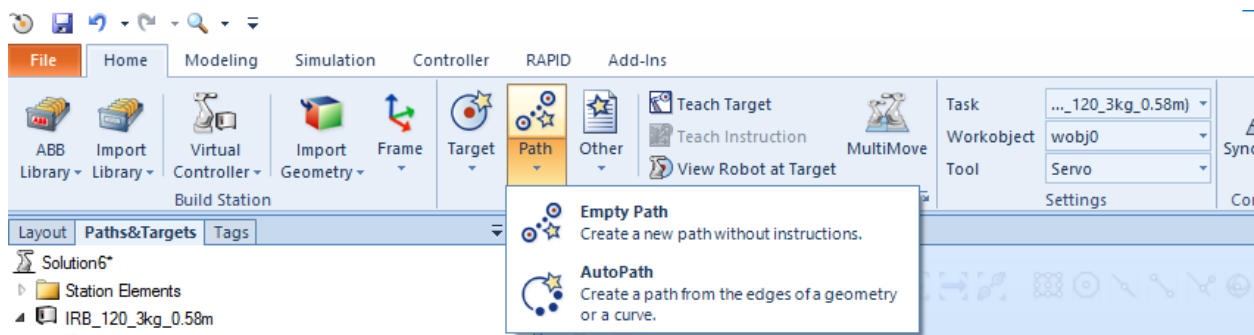 File Home Modeling Simulation Controller RAPID Add-Ins
ABB Library
Import Library
Virtual Controller
Import Geometry
Frame
Build Station
Target
Path
Other
Teach Target
Teach Instruction
View Robot at Target
MultiMove
Task ..._120_3kg_0.58m)
Workobject wobj0
Tool Servo
Settings
Empty Path
Create a new path without instructions.
AutoPath
Create a path from the edges of a geometry
or a curve.
Layout Paths&Targets Tags
Solution6*
Station Elements
IRB_120_3kg_0.58m